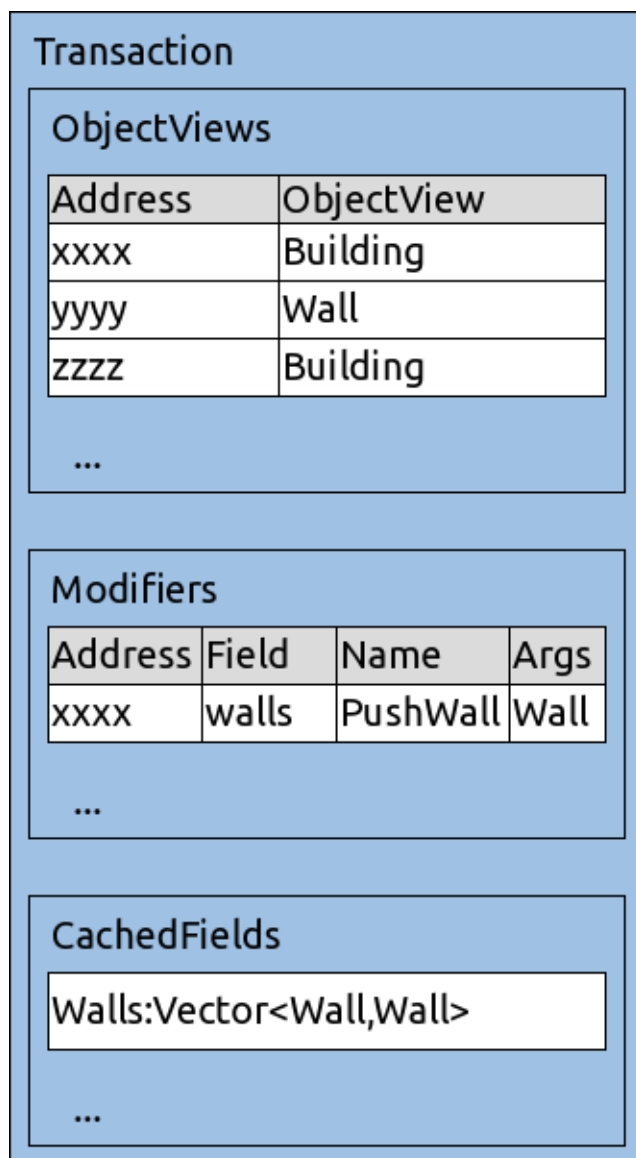 Transaction
ObjectViews
Address ObjectView
xxxx Building
yyyy Wall
zzzz Building
...
Modifiers
Address Field Name Args
xxxx walls PushWall Wall
...
CachedFields
Walls:Vector<Wall,Wall>
...